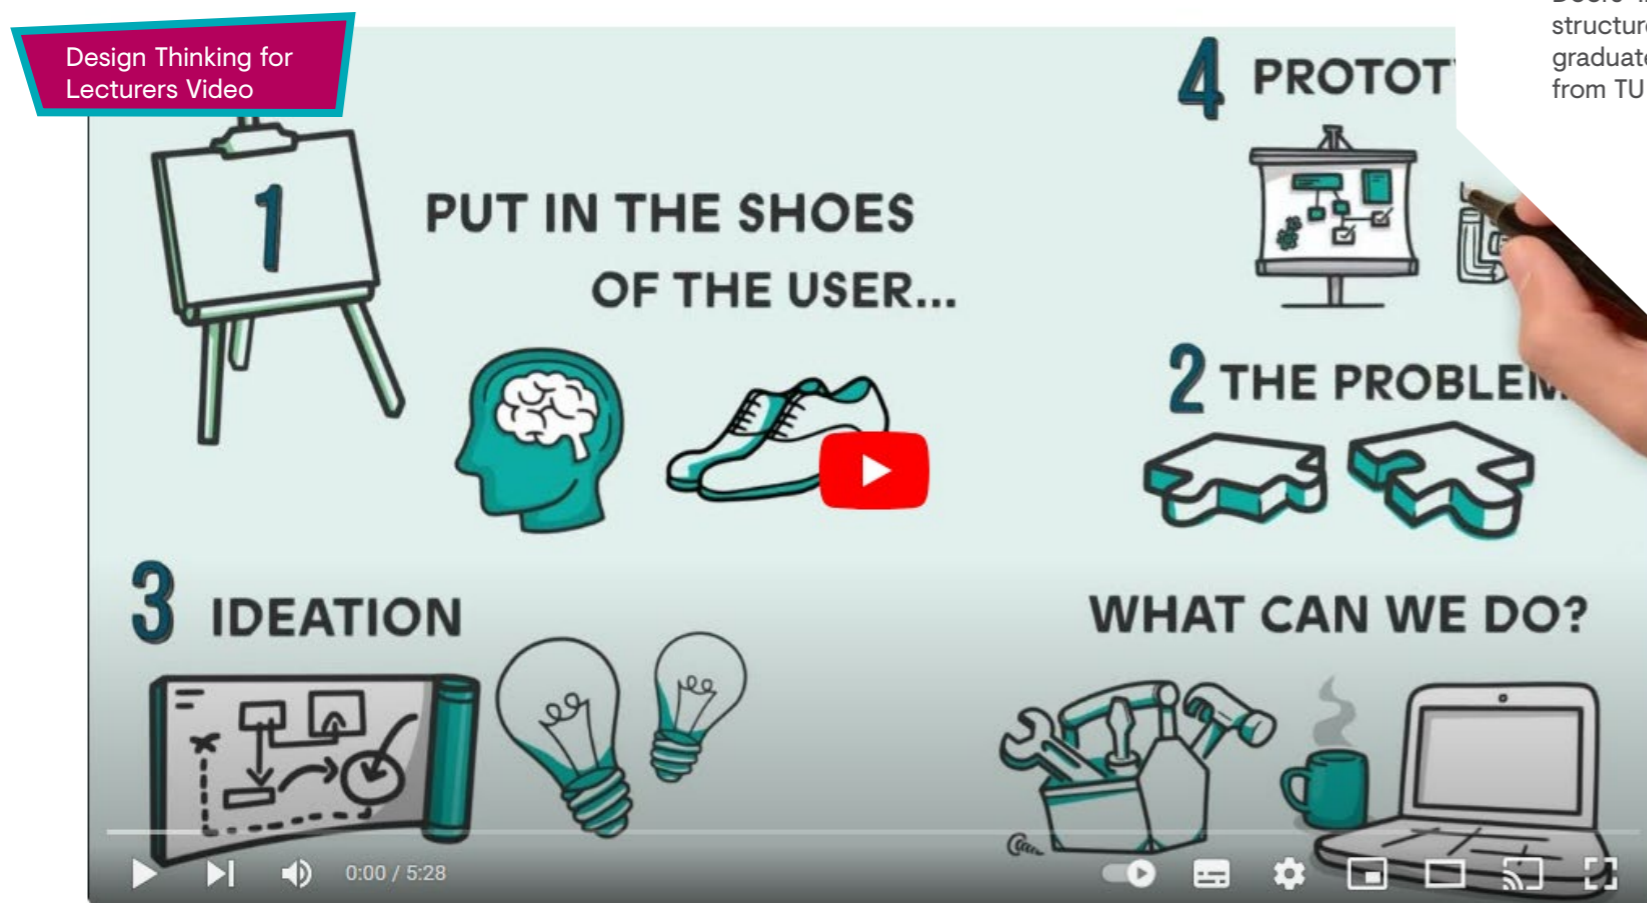 Design Thinking for
Lecturers Video
structure
graduate
from TU
1
PUT IN THE SHOES
OF THE USER...
4 PROTOTY
2 THE PROBLEM
3 IDEATION
WHAT CAN WE DO?
0:00 / 5:28